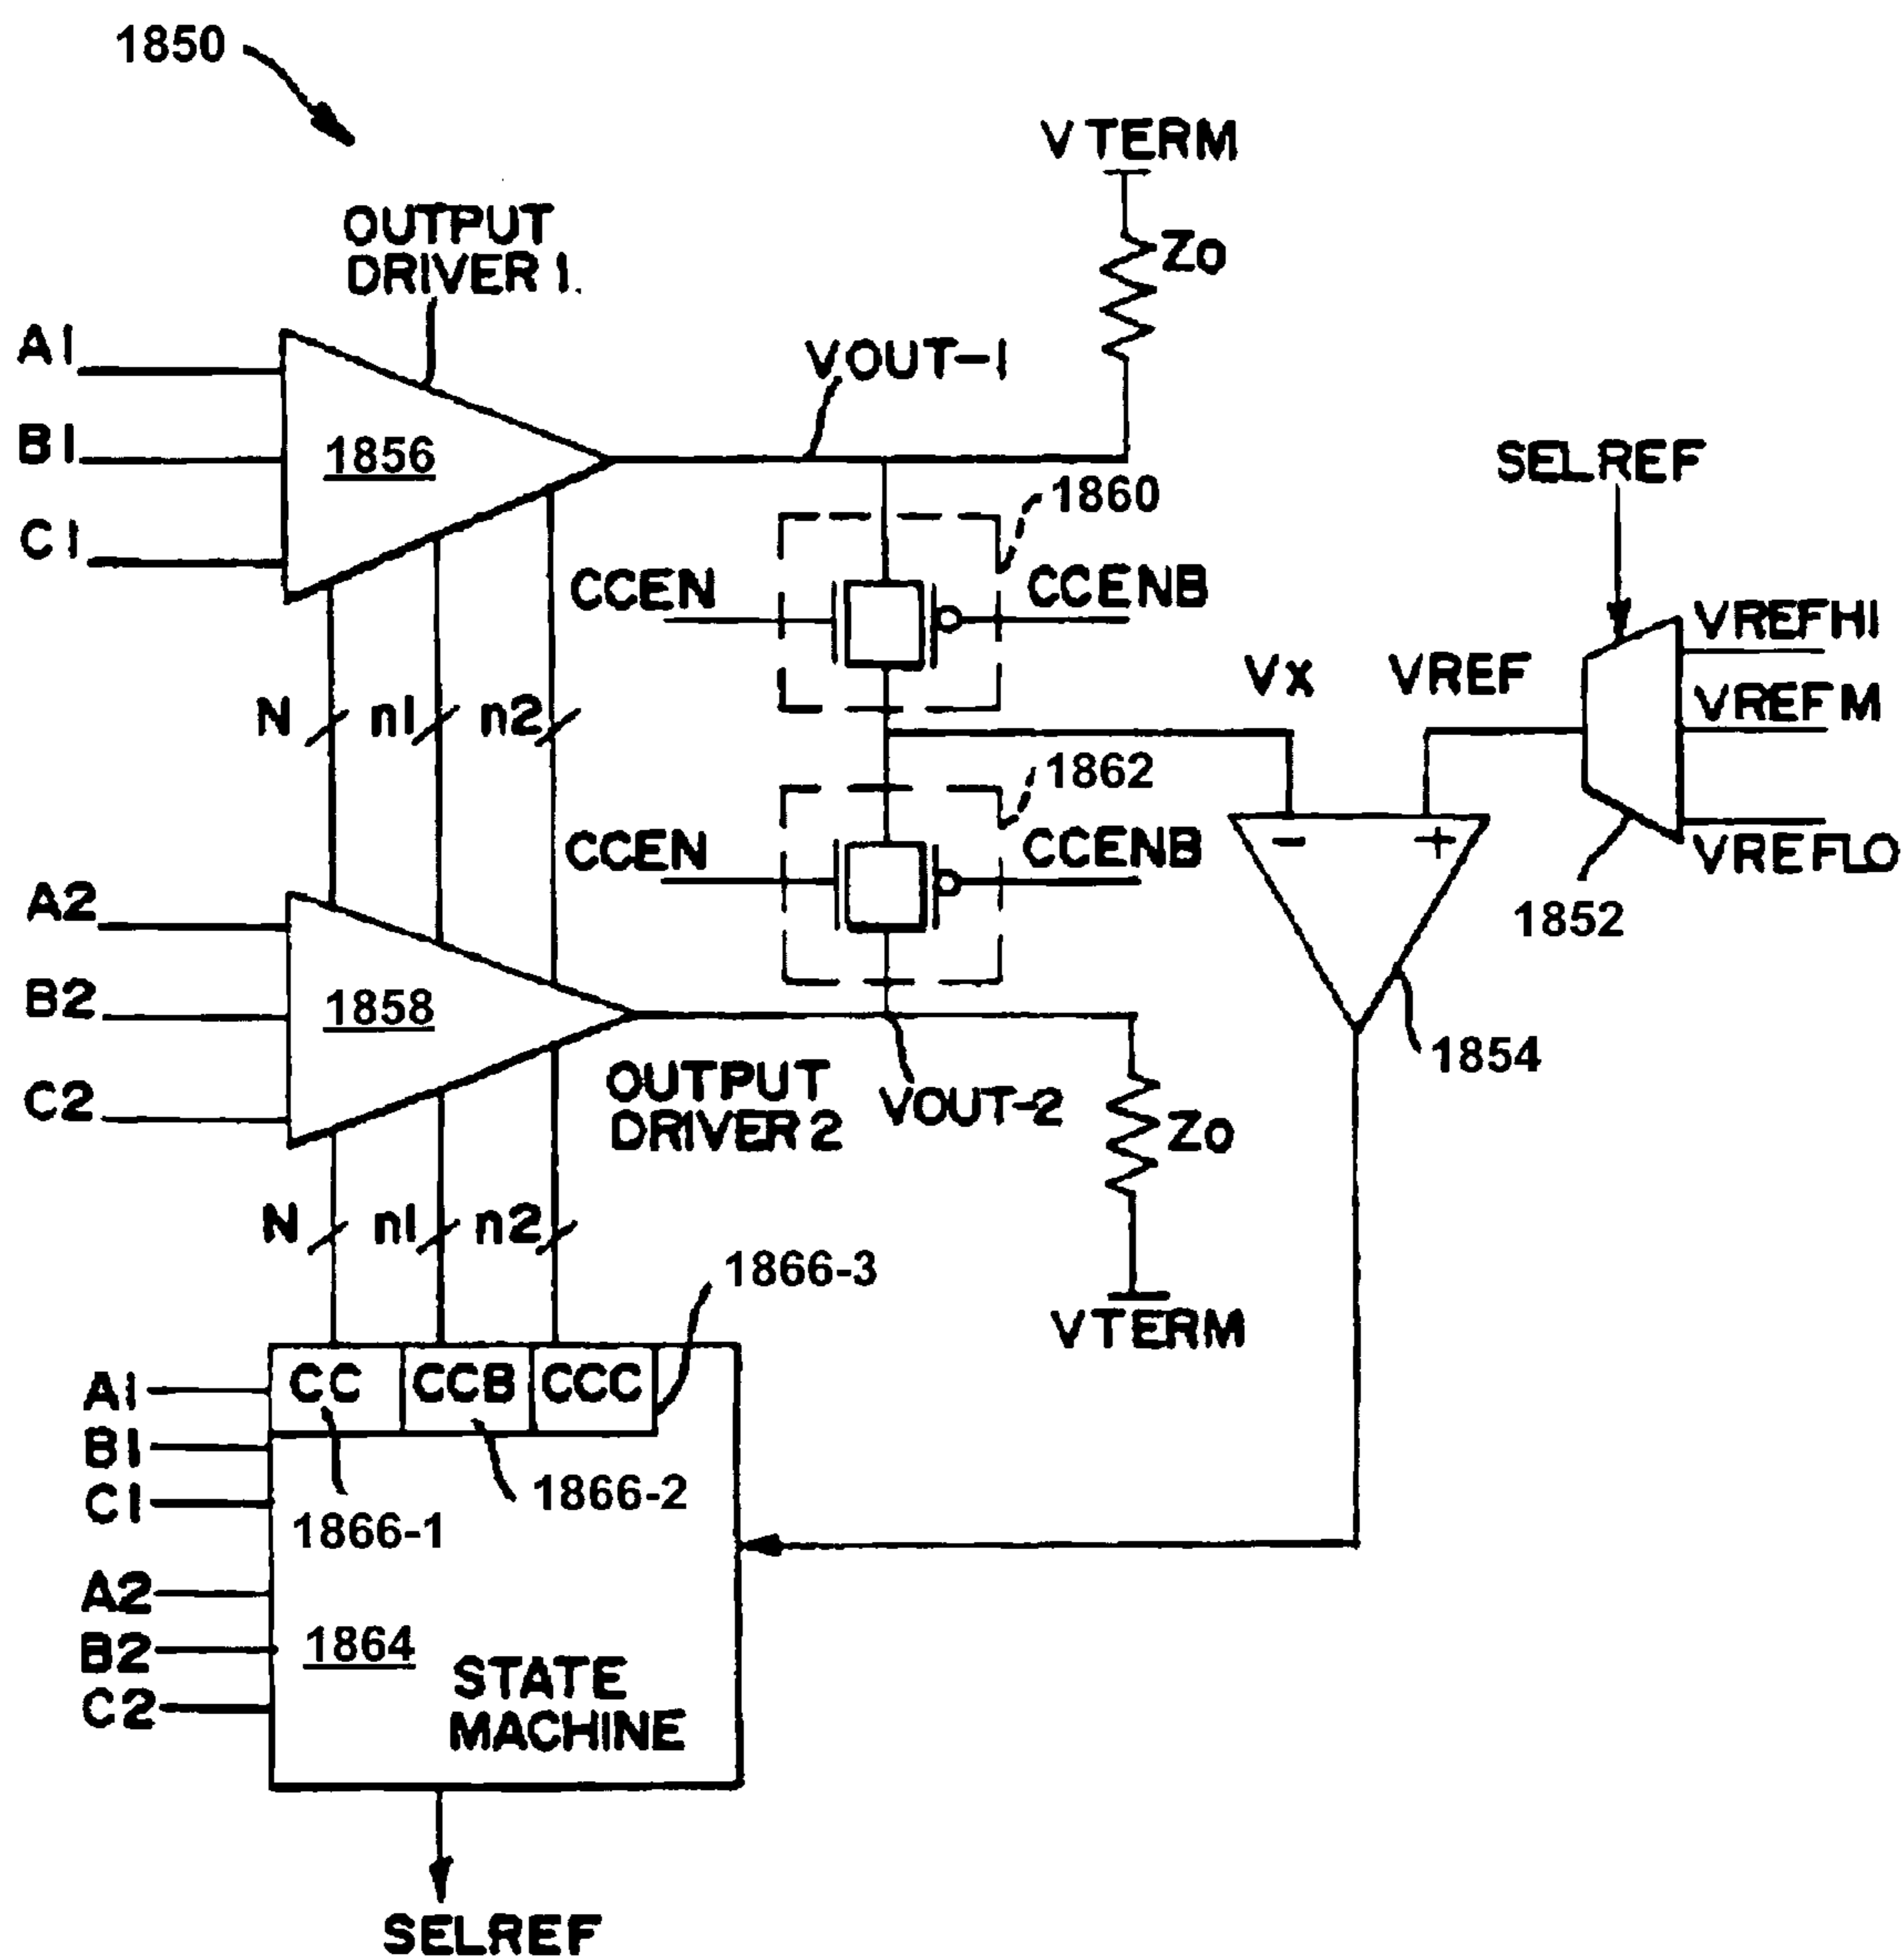 1850
VTERM
OUTPUT
DRIVER 1.
Z0
A1
VOUT-1
B1
1856
SELREF
1860
C1
CCEN
CCENB
VREFHI
N
n1
n2
VX
VREF
VREFM
1862
CCEN
CCENB
- +
VREFLO
A2
1852
B2
1858
1854
OUTPUT
DRIVER 2
VOUT-2
C2
Z0
N
n1
n2
1866-3
VTERM
CC
CCB
CCC
A1
B1
1866-2
C1
1866-1
A2
B2
1864
C2
STATE
MACHINE
SELREF